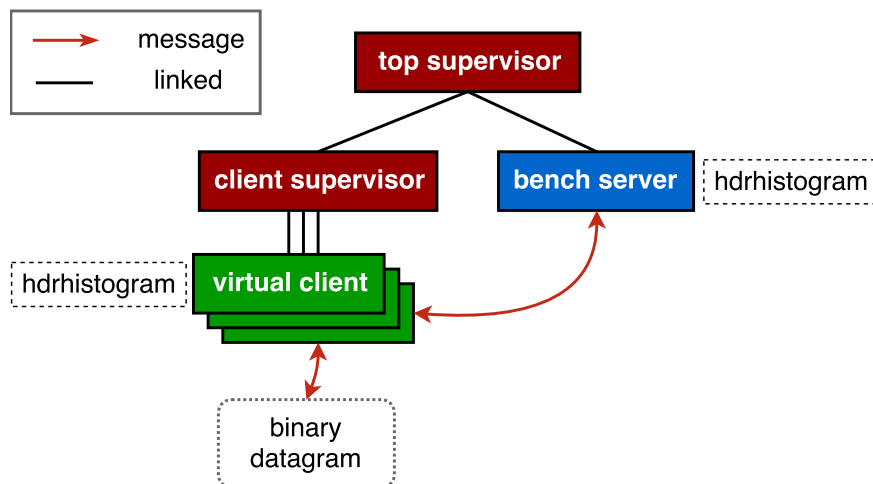 message
linked
top supervisor
client supervisor
bench server
hdrhistogram
hdrhistogram
virtual client
binary
datagram